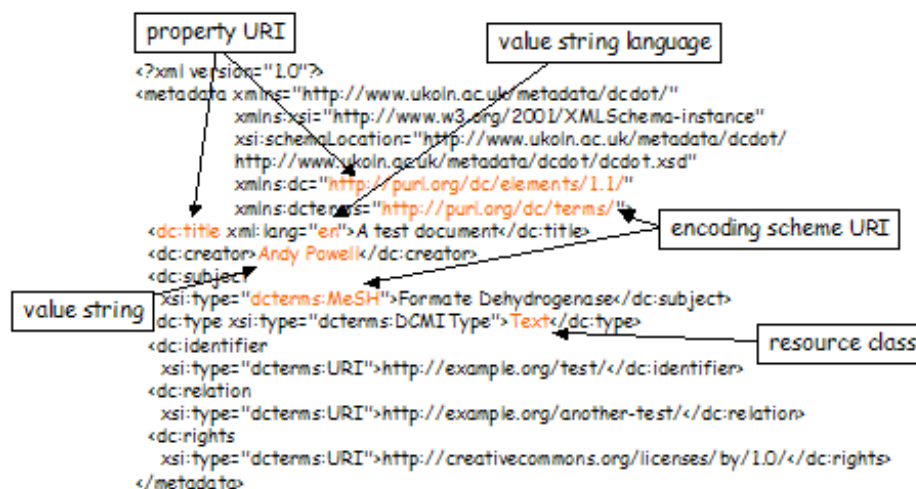 property URI
value string language
<?xml version="1.0"?>
<metadata xmlns="http://www.ukoln.ac.uk/metadata/dcdot/"
xmlns:xsi="http://www.w3.org/2001/XMLSchema-instance"
xsi:schemaLocation="http://www.ukoln.ac.uk/metadata/dcdot/
http://www.ukoln.ac.uk/metadata/dcdot/dcdot.xsd"
xmlns:dc="http://purl.org/dc/elements/1.1/"
xmlns:dcterms="http://purl.org/dc/terms/">
<dc:title xml:lang="en">A test document</dc:title>
encoding scheme URI
<dc:creator>Andy Powell</dc:creator>
<dc:subject
value string
xsi:type="dcterms:MeSH">Formate Dehydrogenase</dc:subject>
dc:type xsi:type="dcterms:DCMIType">Text</dc:type>
resource class
<dc:identifier
xsi:type="dcterms:URI">http://example.org/test/</dc:identifier>
<dc:relation
xsi:type="dcterms:URI">http://example.org/another-test/</dc:relation>
<dc:rights
xsi:type="dcterms:URI">http://creativecommons.org/licenses/by/1.0/</dc:rights>
</metadata>